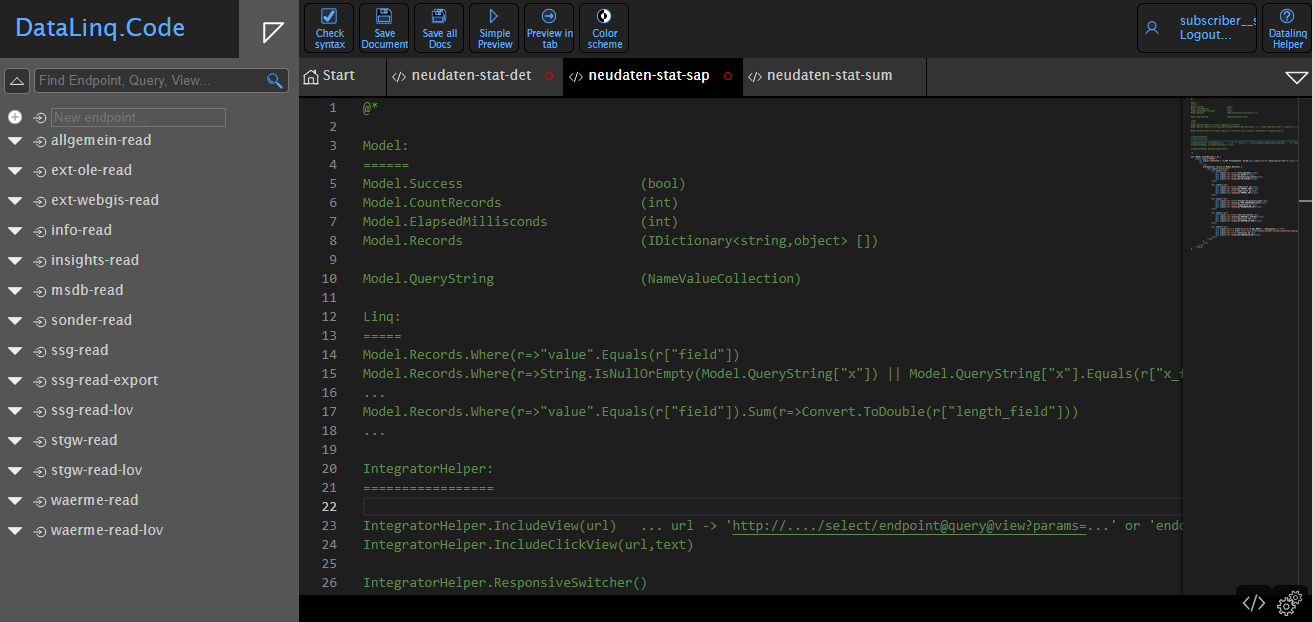 DataLinq.Code
Check syntax
Save Document
Save all Docs
Simple Preview
Preview in tab
Color scheme
subscriber__
Logout...
Datalinq Helper
Find Endpoint, Query, View...
Start
neudaten-stat-det
neudaten-stat-sap
neudaten-stat-sum
New endpoint...
allgemein-read
ext-ole-read
ext-webgis-read
info-read
insights-read
msdb-read
sonder-read
ssg-read
ssg-read-export
ssg-read-lov
stgw-read
stgw-read-lov
waerme-read
waerme-read-lov
1 @*
2
3 Model:
4 ======
5 Model.Success (bool)
6 Model.CountRecords (int)
7 Model.ElapsedMillisconds (int)
8 Model.Records (IDictionary<string,object> [])
9
10 Model.QueryString (NameValueCollection)
11
12 Linq:
13 =====
14 Model.Records.Where(r=>"value".Equals(r["field"])
15 Model.Records.Where(r=>String.IsNullOrEmpty(Model.QueryString["x"]) || Model.QueryString["x"].Equals(r["x_
16 ...
17 Model.Records.Where(r=>"value".Equals(r["field"]).Sum(r=>Convert.ToDouble(r["length_field"]))
18 ...
19
20 IntegratorHelper:
21 =================
22
23 IntegratorHelper.IncludeView(url) ... url -> 'http://..../select/endpoint@query@view?params=...' or 'endo
24 IntegratorHelper.IncludeClickView(url,text)
25
26 IntegratorHelper.ResponsiveSwitcher()